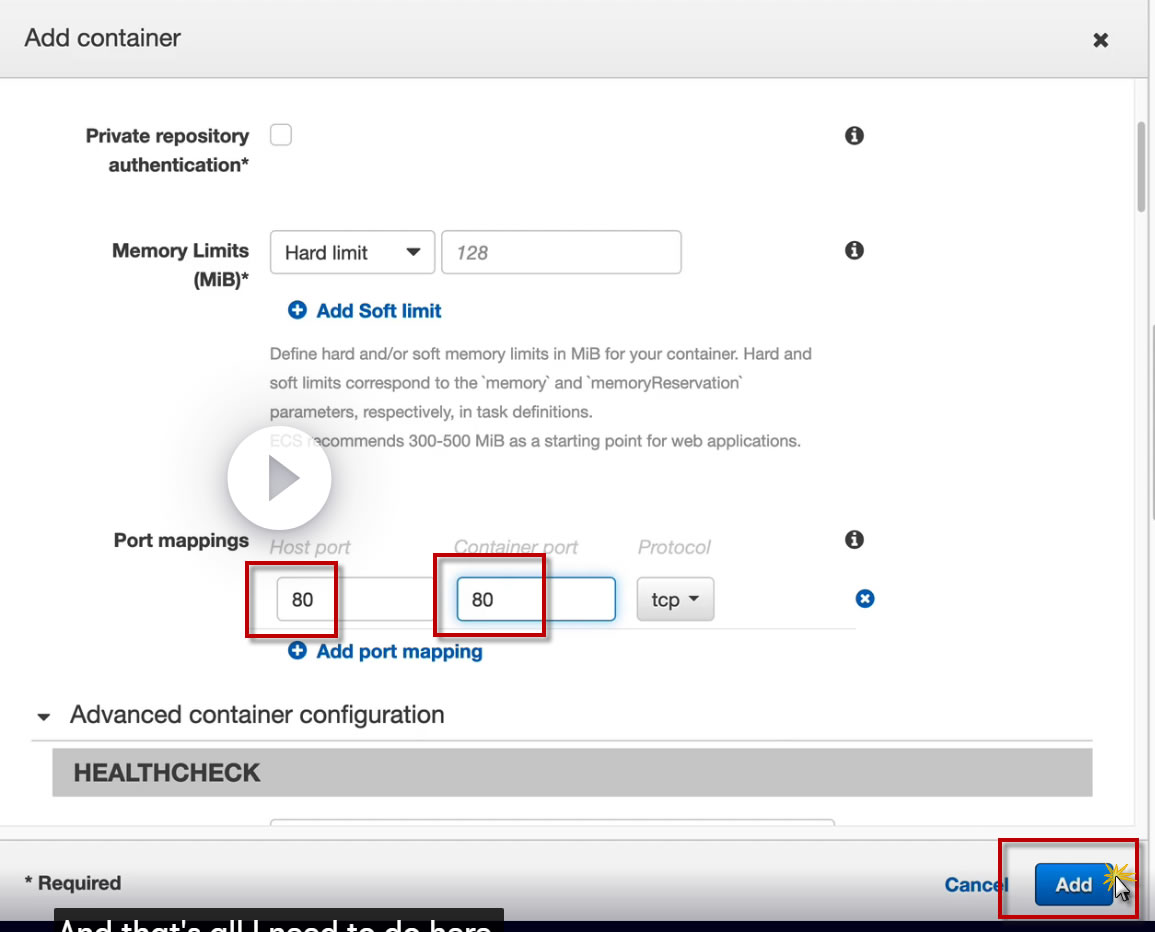 Add container
Private repository
authentication*
Memory Limits
(MiB)*
Hard limit
128
Add Soft limit
Define hard and/or soft memory limits in MiB for your container. Hard and
soft limits correspond to the `memory` and `memoryReservation`
parameters, respectively, in task definitions.
ECS recommends 300-500 MiB as a starting point for web applications.
Port mappings
Host port
Container port
Protocol
80
80
tcp
Add port mapping
Advanced container configuration
HEALTHCHECK
* Required
Cancel
Add
And that's all I need to do here